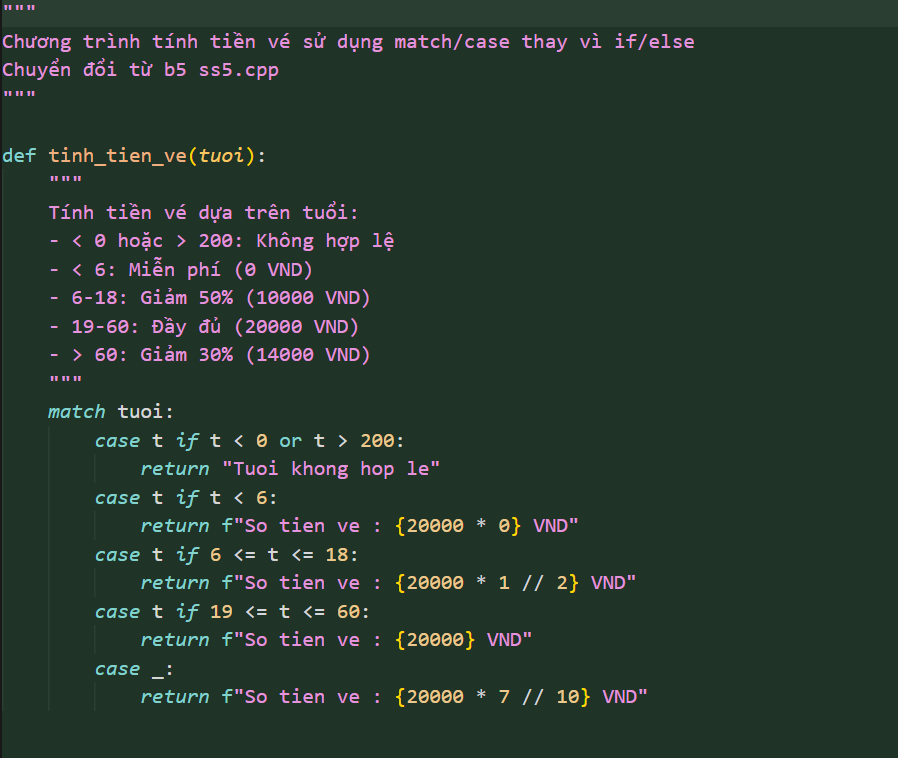 """
Chương trình tính tiền vé sử dụng match/case thay vì if/else
Chuyển đổi từ b5 ss5.cpp
"""

def tinh_tien_ve(tuoi):
    """
    Tính tiền vé dựa trên tuổi:
    - < 0 hoặc > 200: Không hợp lệ
    - < 6: Miễn phí (0 VND)
    - 6-18: Giảm 50% (10000 VND)
    - 19-60: Đầy đủ (20000 VND)
    - > 60: Giảm 30% (14000 VND)
    """
    match tuoi:
        case t if t < 0 or t > 200:
            return "Tuoi khong hop le"
        case t if t < 6:
            return f"So tien ve : {20000 * 0} VND"
        case t if 6 <= t <= 18:
            return f"So tien ve : {20000 * 1 // 2} VND"
        case t if 19 <= t <= 60:
            return f"So tien ve : {20000} VND"
        case _:
            return f"So tien ve : {20000 * 7 // 10} VND"